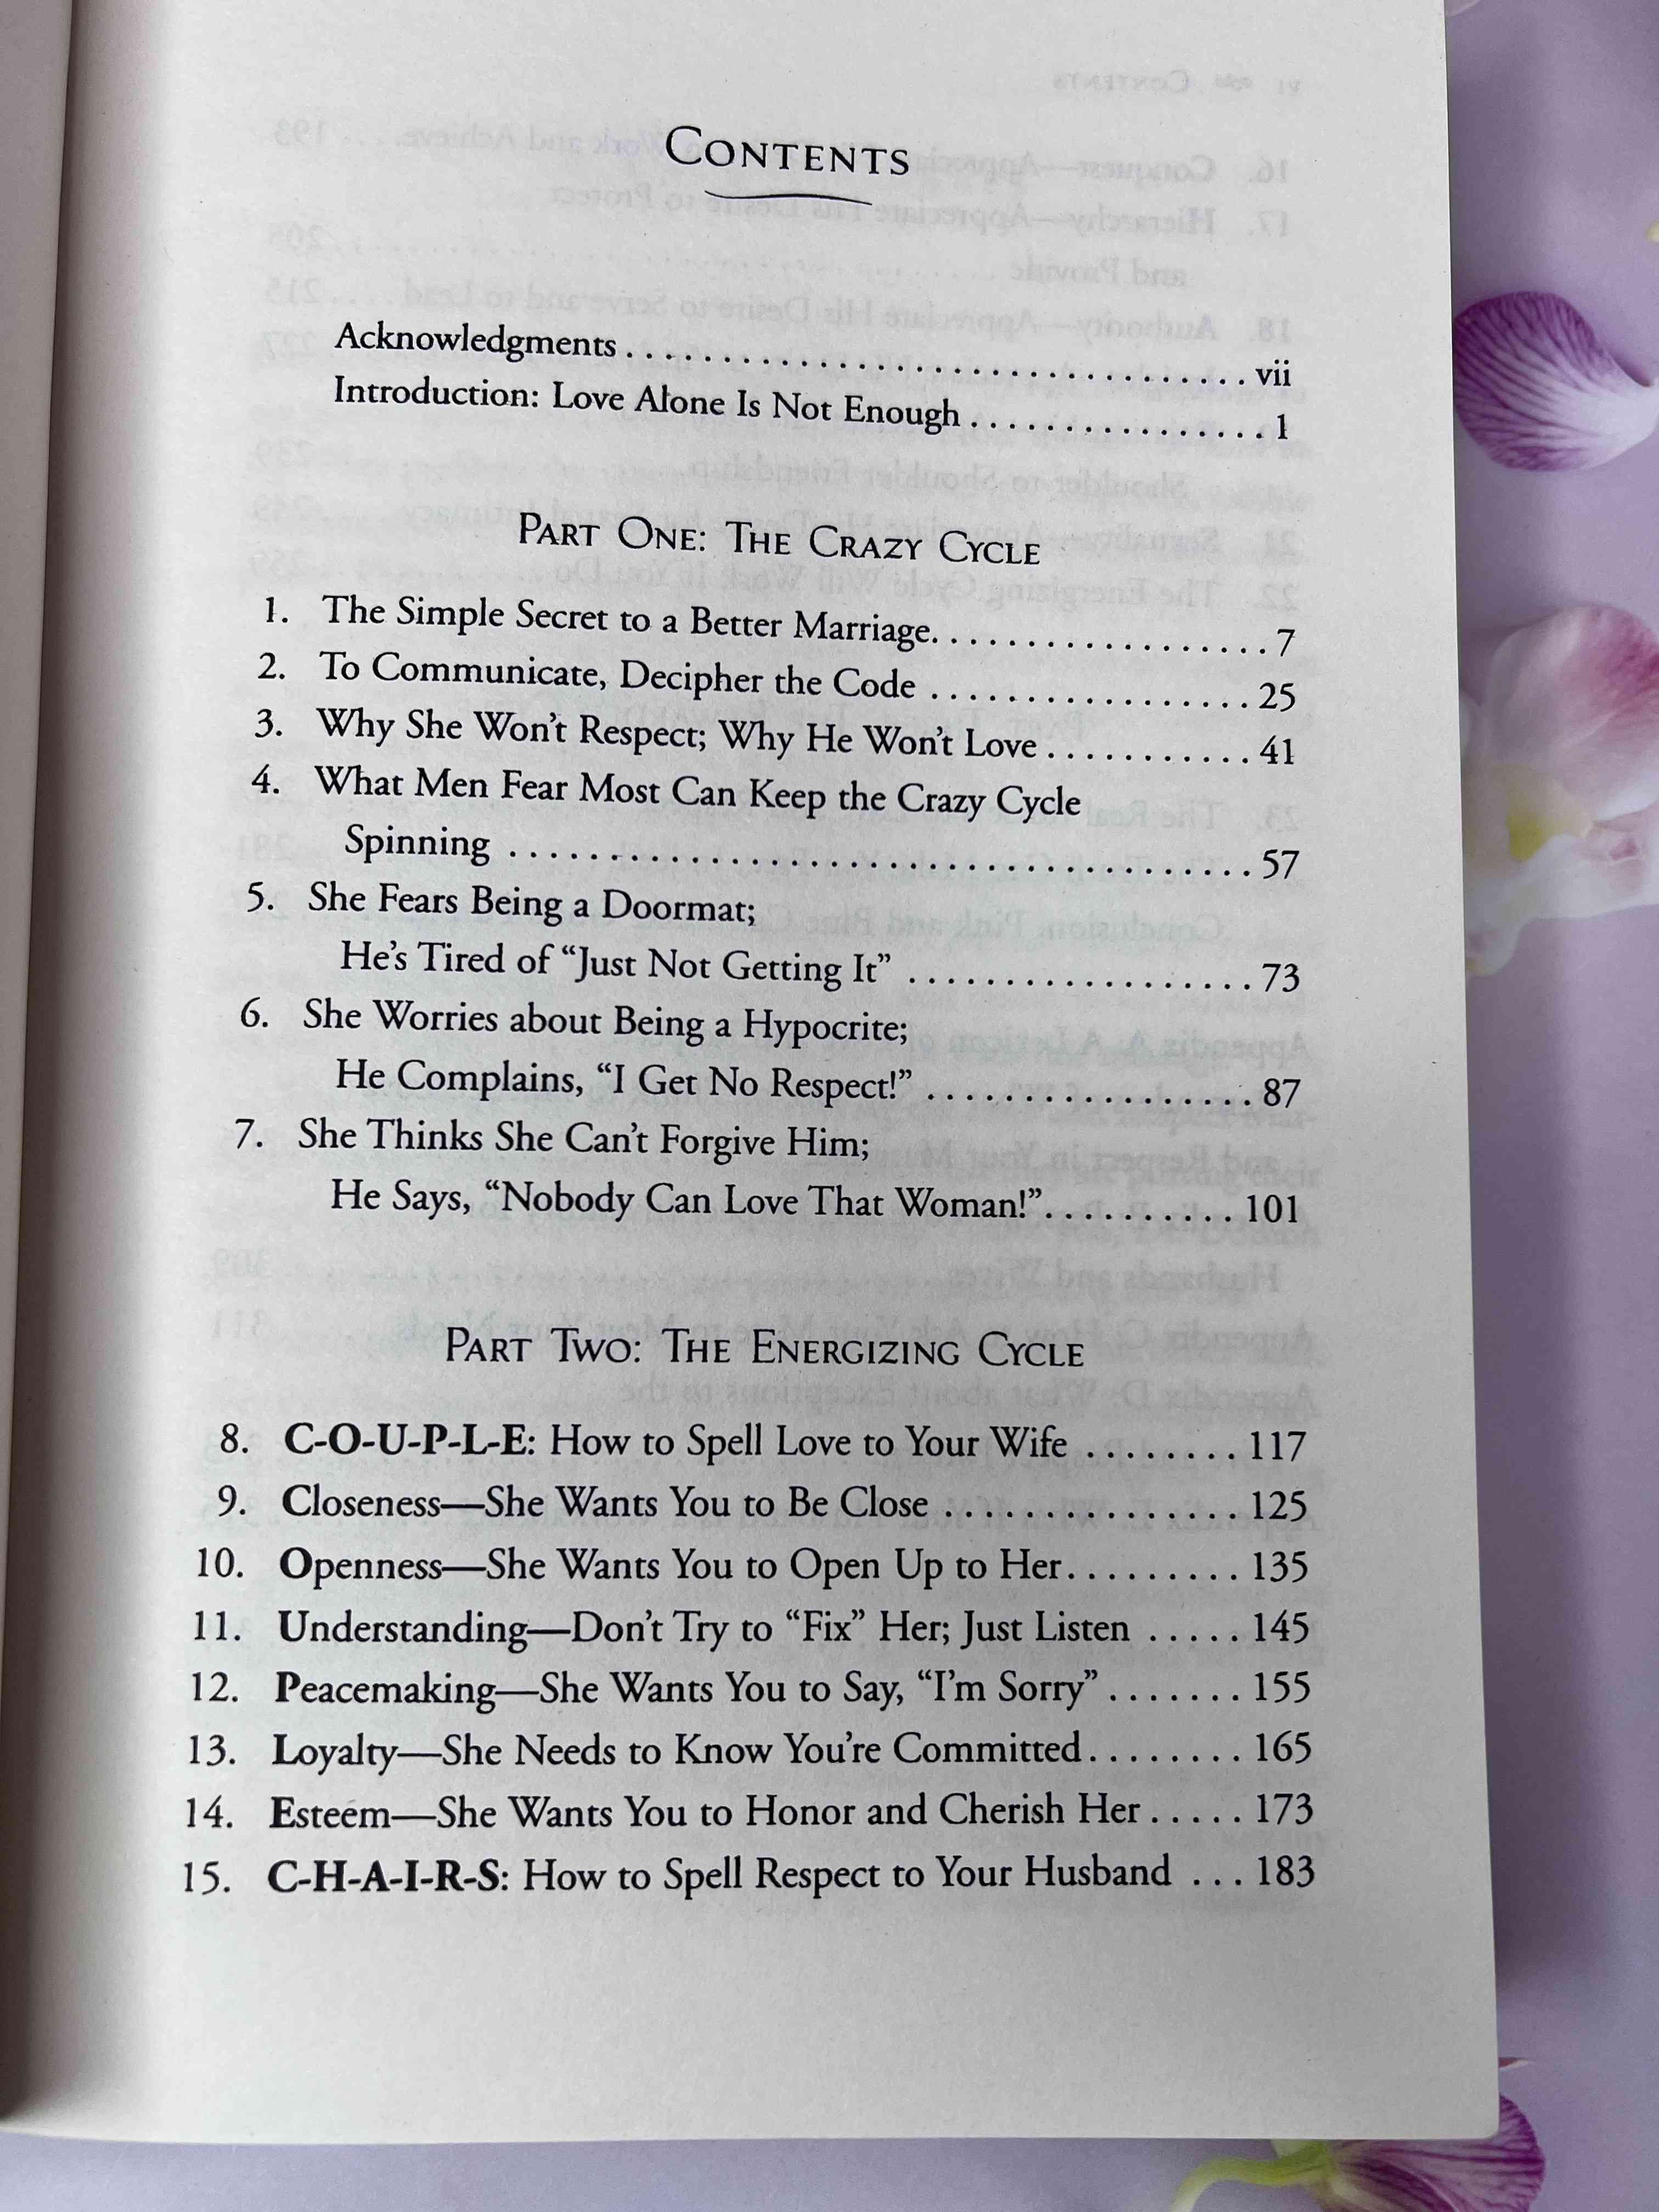 Contents
Acknowledgments . . . . . . . . . . . . . . . . . . . . . . . . . . . . . . . . vii
Introduction: Love Alone Is Not Enough . . . . . . . . . . . . . . . . 1
Part One: The Crazy Cycle
1. The Simple Secret to a Better Marriage. . . . . . . . . . . . . . . . . . 7
2. To Communicate, Decipher the Code . . . . . . . . . . . . . . . . . 25
3. Why She Won’t Respect; Why He Won’t Love . . . . . . . . . . . 41
4. What Men Fear Most Can Keep the Crazy Cycle
Spinning . . . . . . . . . . . . . . . . . . . . . . . . . . . . . . . . . . . . . 57
5. She Fears Being a Doormat;
He’s Tired of “Just Not Getting It” . . . . . . . . . . . . . . . . . . 73
6. She Worries about Being a Hypocrite;
He Complains, “I Get No Respect!” . . . . . . . . . . . . . . . . . 87
7. She Thinks She Can’t Forgive Him;
He Says, “Nobody Can Love That Woman!”. . . . . . . . . . . 101
Part Two: The Energizing Cycle
8. C-O-U-P-L-E: How to Spell Love to Your Wife . . . . . . . . 117
9. Closeness—She Wants You to Be Close . . . . . . . . . . . . . . . 125
10. Openness—She Wants You to Open Up to Her. . . . . . . . . 135
11. Understanding—Don’t Try to “Fix” Her; Just Listen . . . . . 145
12. Peacemaking—She Wants You to Say, “I’m Sorry” . . . . . . . 155
13. Loyalty—She Needs to Know You’re Committed. . . . . . . . 165
14. Esteem—She Wants You to Honor and Cherish Her . . . . . 173
15. C-H-A-I-R-S: How to Spell Respect to Your Husband . . . 183